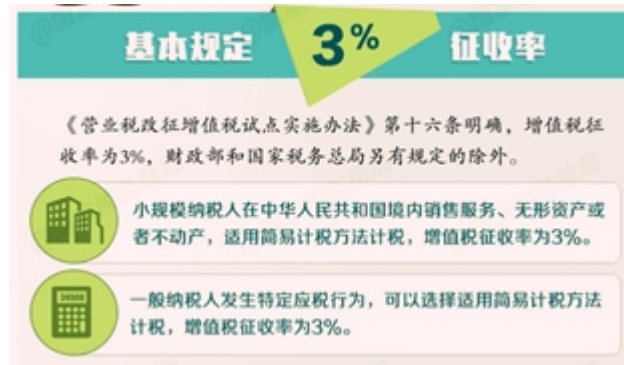 基本规定 3% 征收率
《营业税改征增值税试点实施办法》第十六条明确，增值税征
收率为3%，财政部和国家税务总局另有规定的除外。
小规模纳税人在中华人民共和国境内销售服务、无形资产或
者不动产，适用简易计税方法计税，增值税征收率为3%。
一般纳税人发生特定应税行为，可以选择适用简易计税方法
计税，增值税征收率为3%。